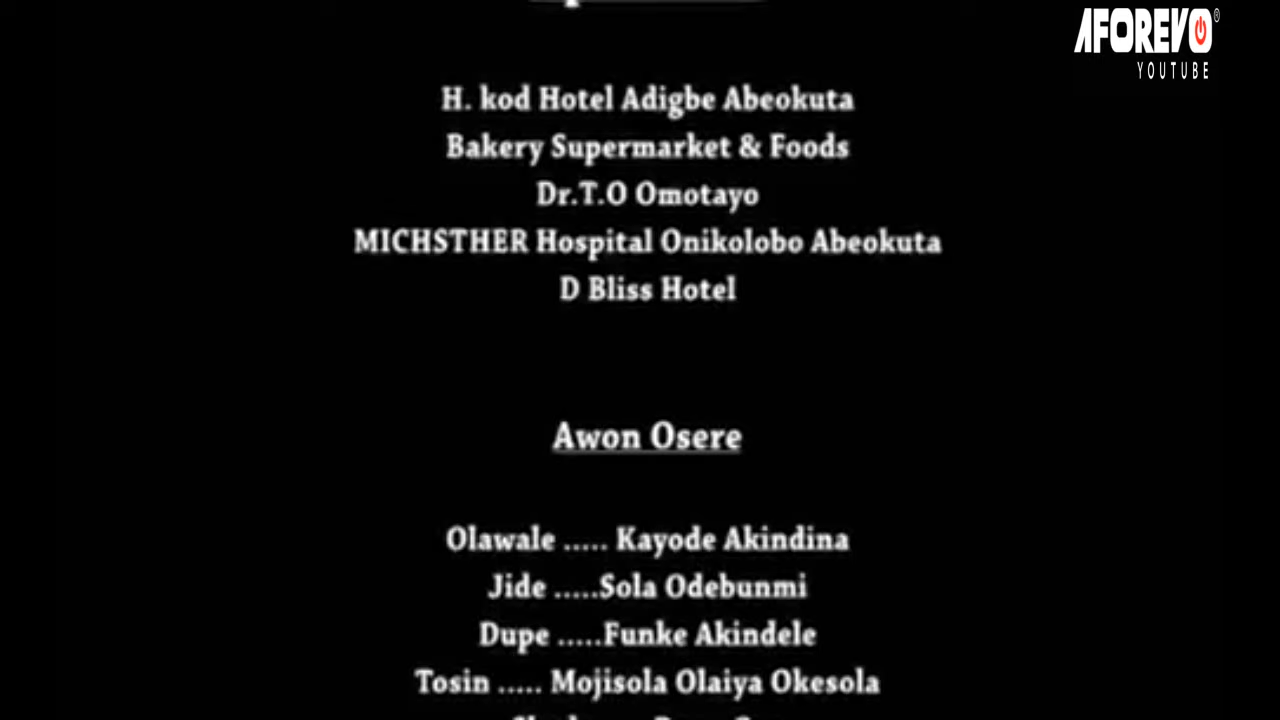 AFOREVO®
YOUTUBE
H. kod Hotel Adigbe Abeokuta
Bakery Supermarket & Foods
Dr.T.O Omotayo
MICHSTHER Hospital Onikolobo Abeokuta
D Bliss Hotel
Awon Osere
Olawale ..... Kayode Akindina
Jide .....Sola Odebunmi
Dupe .....Funke Akindele
Tosin ..... Mojisola Olaiya Okesola